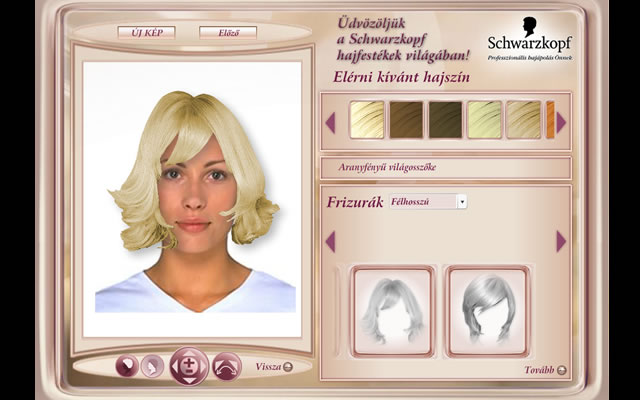 ÚJ KÉP
Előző
Üdvözöljük
a Schwarzkopf
hajfestékek világában!
Schwarzkopf
Professzionális hajápolás Önnek
Elérni kívánt hajszín
Aranyfényű világosszőke
Frizurák
Félhosszú
Vissza
Tovább